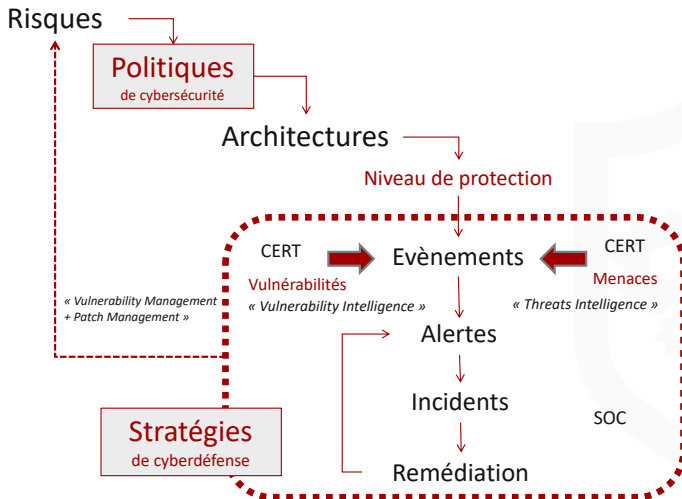 Risques
Politiques
de cybersécurité
Architectures
Niveau de protection
CERT
Evènements
CERT
Vulnérabilités
Menaces
« Vulnerability Management
+ Patch Management »
« Vulnerability Intelligence »
« Threats Intelligence »
Alertes
Incidents
SOC
Stratégies
de cyberdéfense
Remédiation